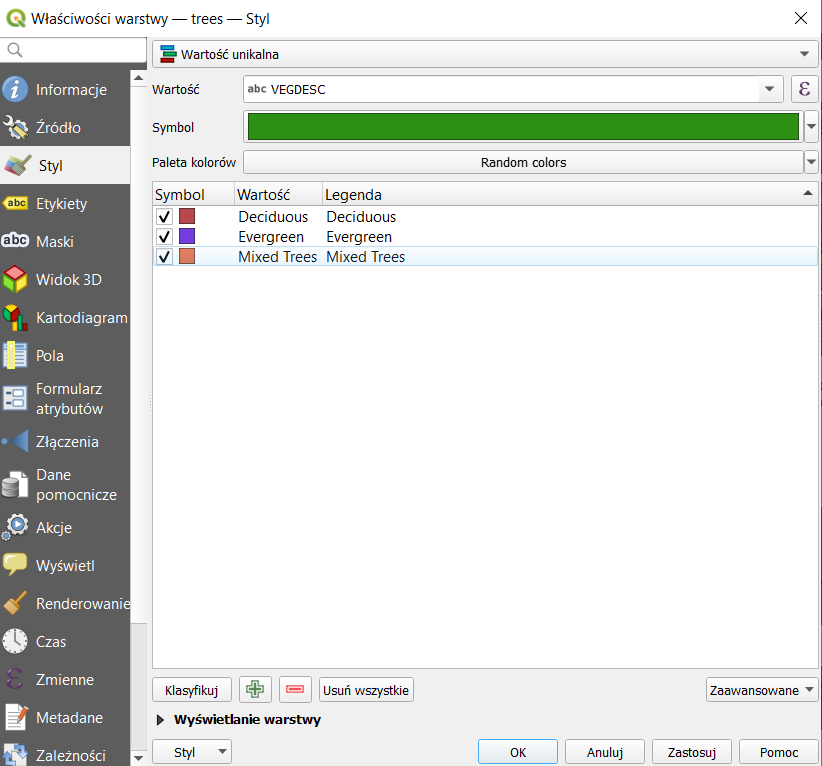 Właściwości warstwy — trees — Styl
Wartość unikalna
Informacje
Źródło
Styl
Etykiety
abc
Maski
abc
Widok 3D
Kartodiagram
Pola
Formularz
atrybutów
Złączenia
Dane
pomocnicze
Akcje
Wyświetl
Renderowanie
Czas
Zmienne
Metadane
Zależności
Wartość
abc VEGDESC
ε
Symbol
Paleta kolorów
Random colors
Symbol Wartość Legenda
Deciduous Deciduous
Evergreen Evergreen
Mixed Trees Mixed Trees
Klasyfikuj
Usuń wszystkie
Zaawansowane
Wyświetlanie warstwy
Styl
OK
Anuluj
Zastosuj
Pomoc